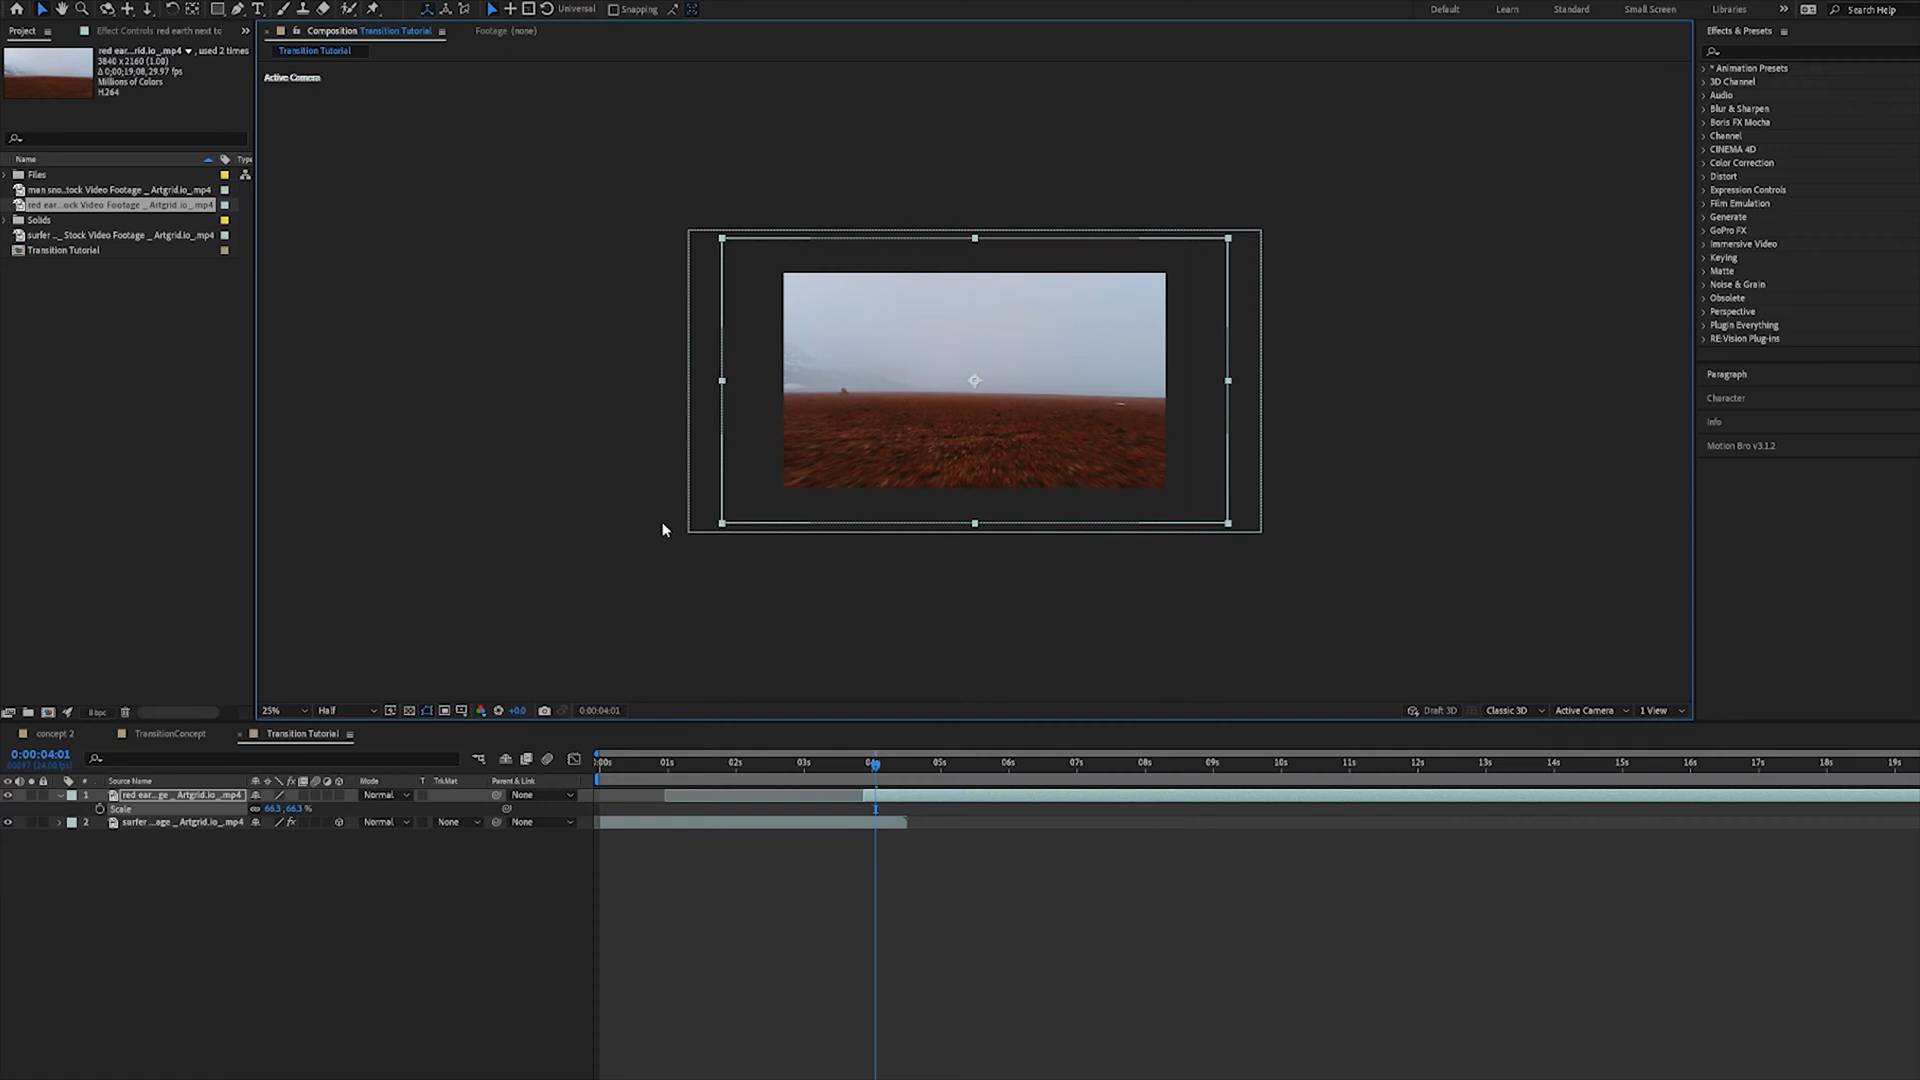 Universal
Snapping
Default
Learn
Standard
Small Screen
Libraries
Search Help
Project
Effect Controls red earth next to
Composition Transition Tutorial
Footage (none)
Effects & Presets
red ear...rid.io_.mp4 , used 2 times
3840 x 2160 (1.00)
Δ 0;00;19;08, 29.97 fps
Millions of Colors
H.264
Transition Tutorial
Active Camera
Name
Type
Files
man sno...tock Video Footage _ Artgrid.io_.mp4
red ear...ock Video Footage _ Artgrid.io_.mp4
Solids
surfer ..._ Stock Video Footage _ Artgrid.io_.mp4
Transition Tutorial
* Animation Presets
3D Channel
Audio
Blur & Sharpen
Boris FX Mocha
Channel
CINEMA 4D
Color Correction
Distort
Expression Controls
Film Emulation
Generate
GoPro FX
Immersive Video
Keying
Matte
Noise & Grain
Obsolete
Perspective
Plugin Everything
RE:Vision Plug-ins
Paragraph
Character
Info
Motion Bro v3.1.2
8 bpc
25%
Half
+0.0
0:00:04:01
Draft 3D
Classic 3D
Active Camera
1 View
concept 2
TransitionConcept
Transition Tutorial
0:00:04:01
00097 (24.00 fps)
:00s 01s 02s 03s 04s 05s 06s 07s 08s 09s 10s 11s 12s 13s 14s 15s 16s 17s 18s 19s
# Source Name
Mode
T TrkMat
Parent & Link
1 red ear...ge _ Artgrid.io_.mp4
Normal
None
Scale
66.3, 66.3 %
2 surfer ...age _ Artgrid.io_.mp4
Normal
None
None